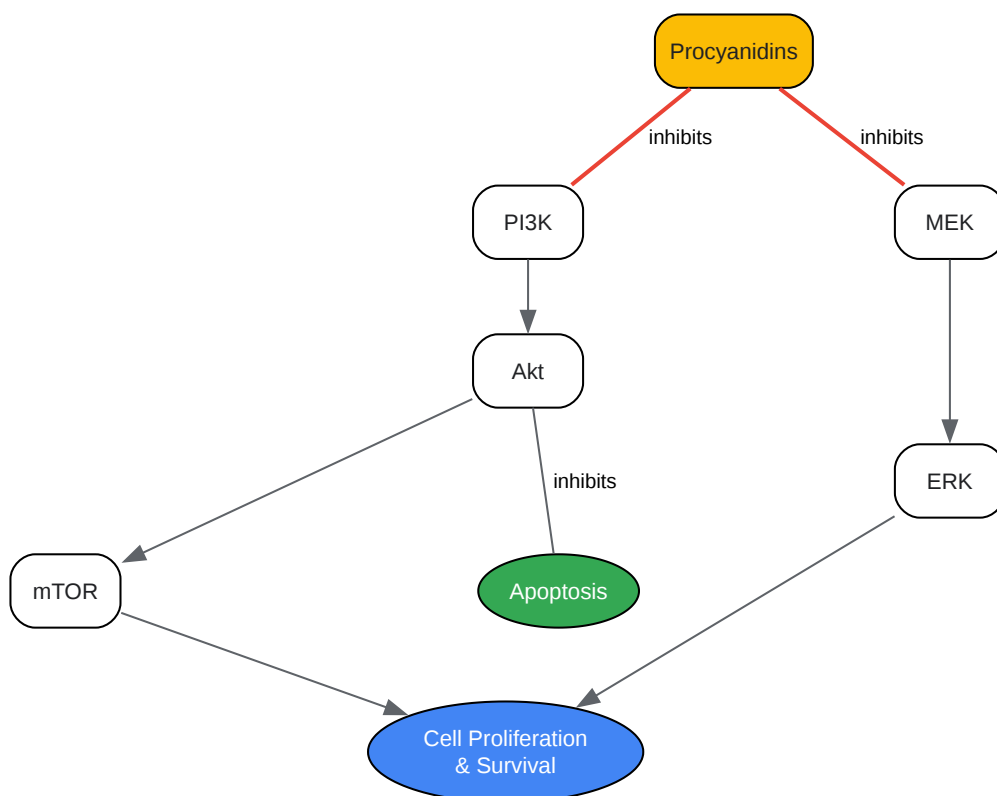 Procyanidins
inhibits
inhibits
PI3K
MEK
Akt
inhibits
ERK
mTOR
Apoptosis
Cell Proliferation
& Survival